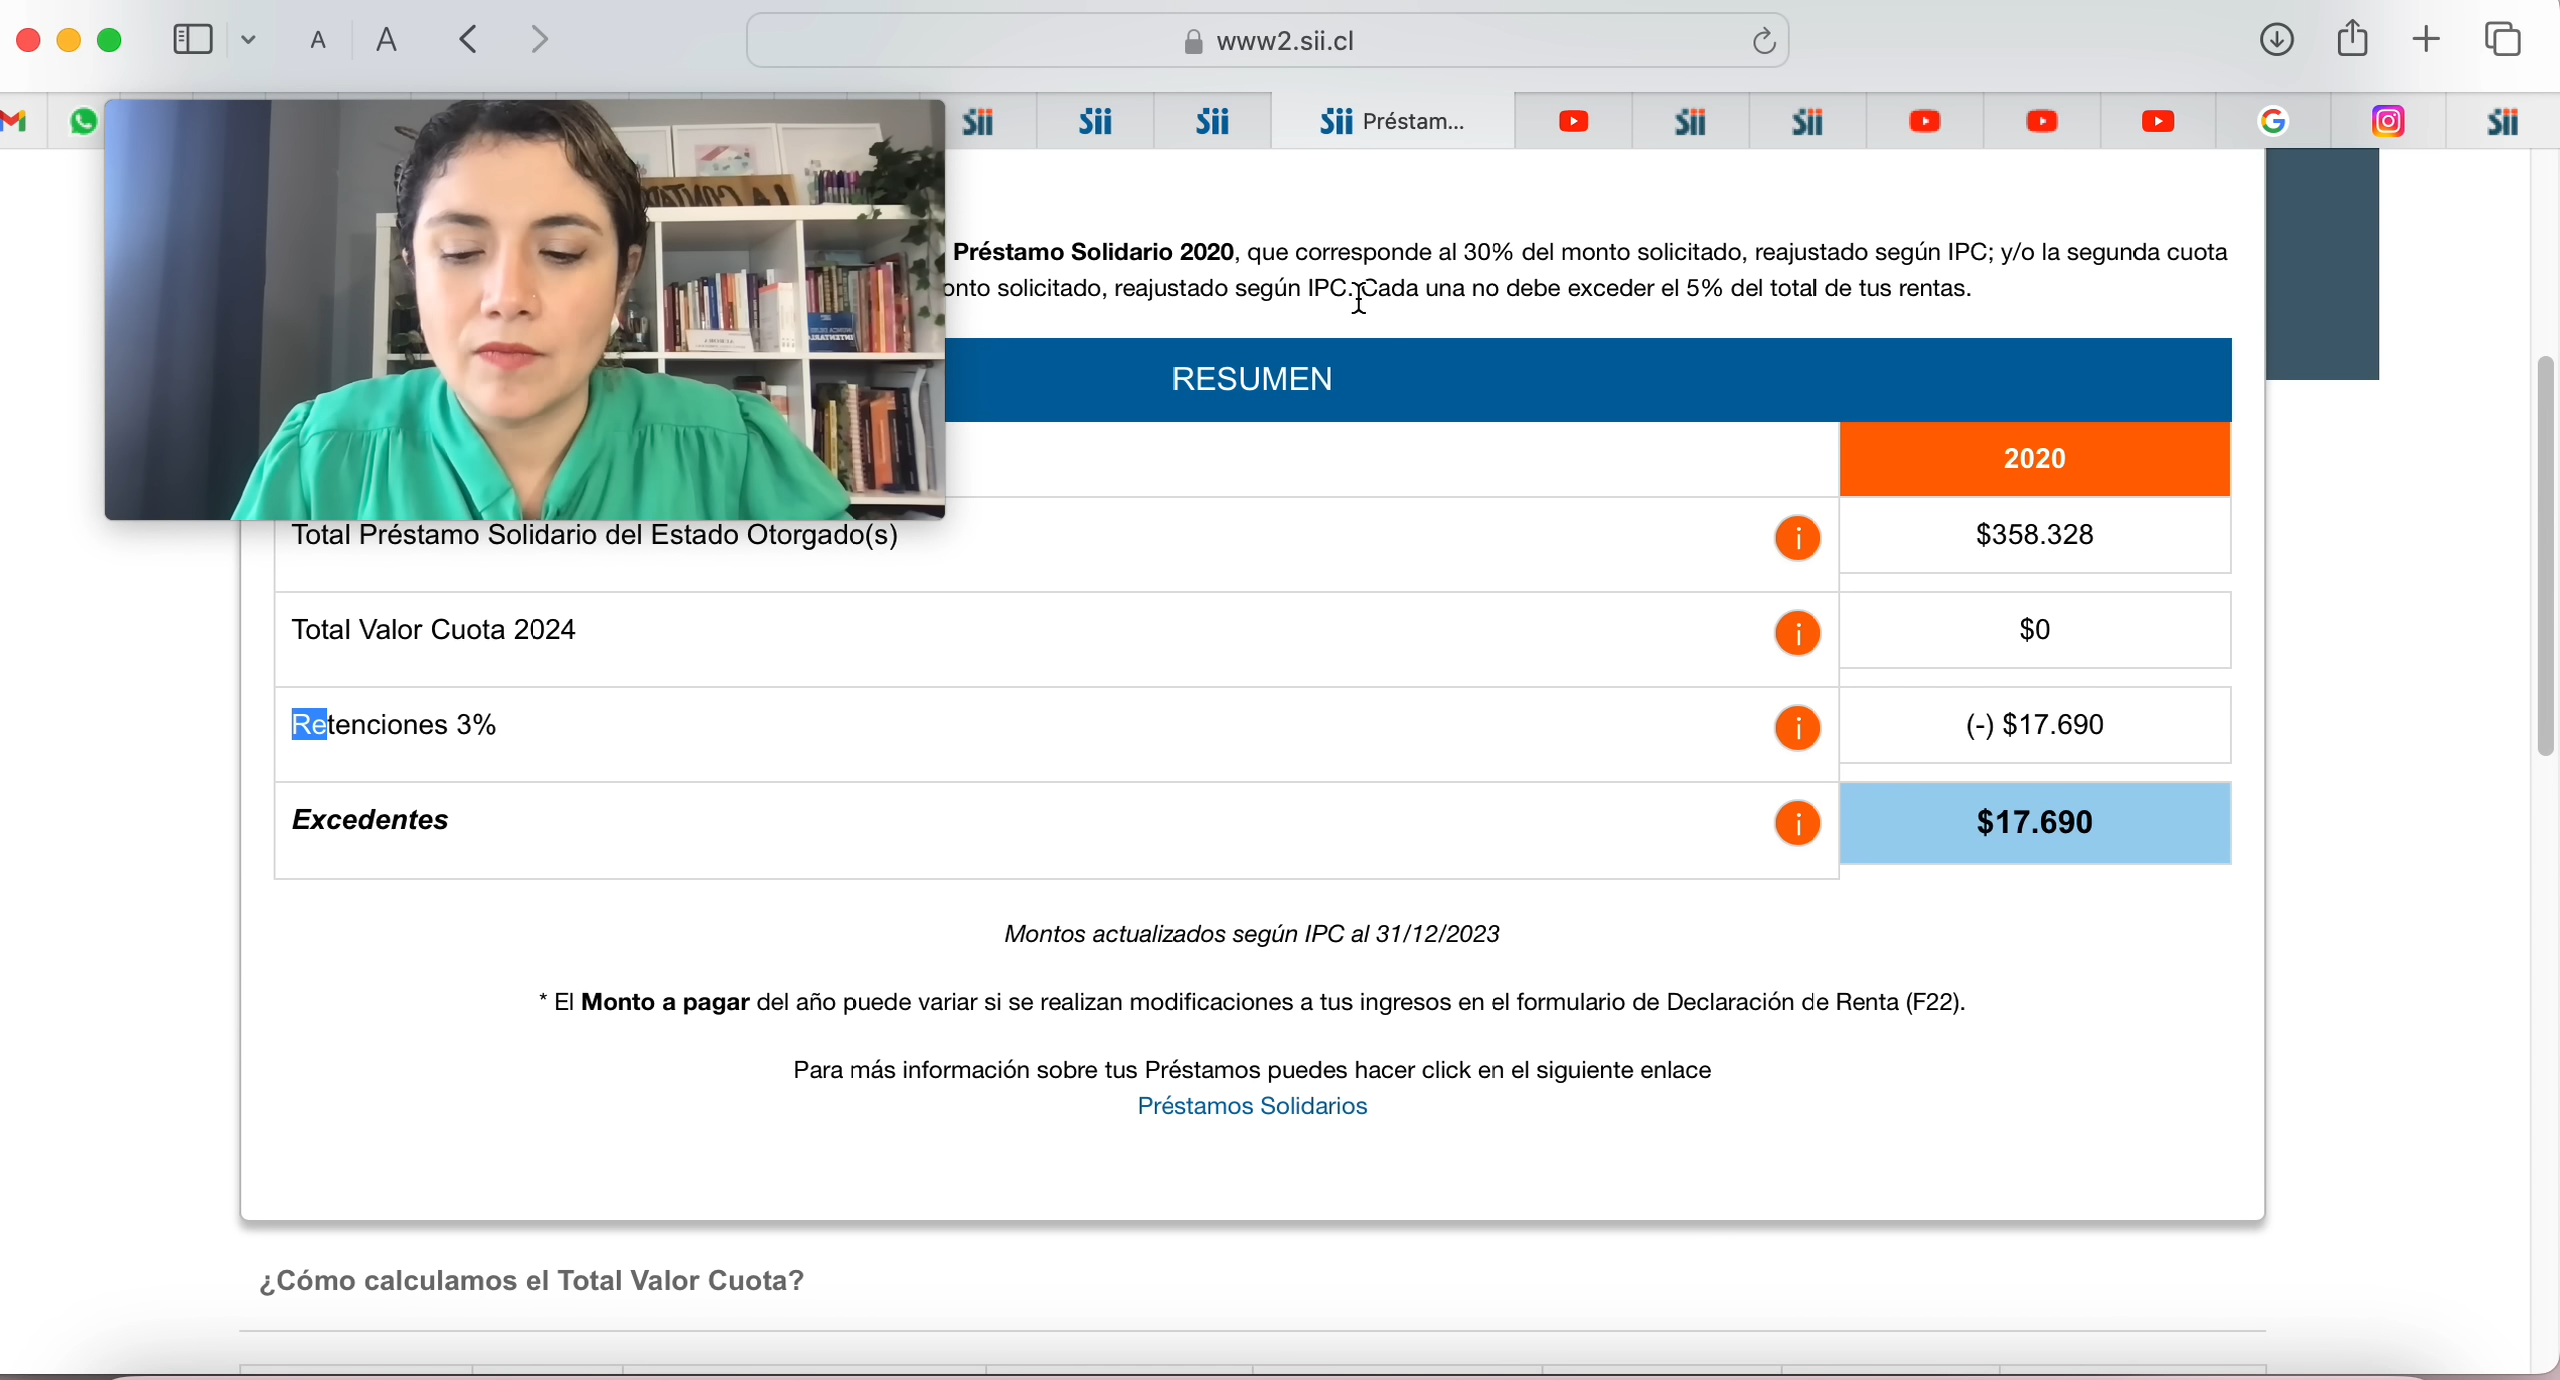 A
A
www2.sii.cl
Sii
Sii
Sii
Sii Préstam...
Sii
Sii
Sii
Préstamo Solidario 2020, que corresponde al 30% del monto solicitado, reajustado según IPC; y/o la segunda cuota
onto solicitado, reajustado según IPC. Cada una no debe exceder el 5% del total de tus rentas.
RESUMEN
2020
Total Préstamo Solidario del Estado Otorgado(s)
i
$358.328
Total Valor Cuota 2024
i
$0
Retenciones 3%
i
(-) $17.690
Excedentes
i
$17.690
Montos actualizados según IPC al 31/12/2023
* El Monto a pagar del año puede variar si se realizan modificaciones a tus ingresos en el formulario de Declaración de Renta (F22).
Para más información sobre tus Préstamos puedes hacer click en el siguiente enlace
Préstamos Solidarios
¿Cómo calculamos el Total Valor Cuota?